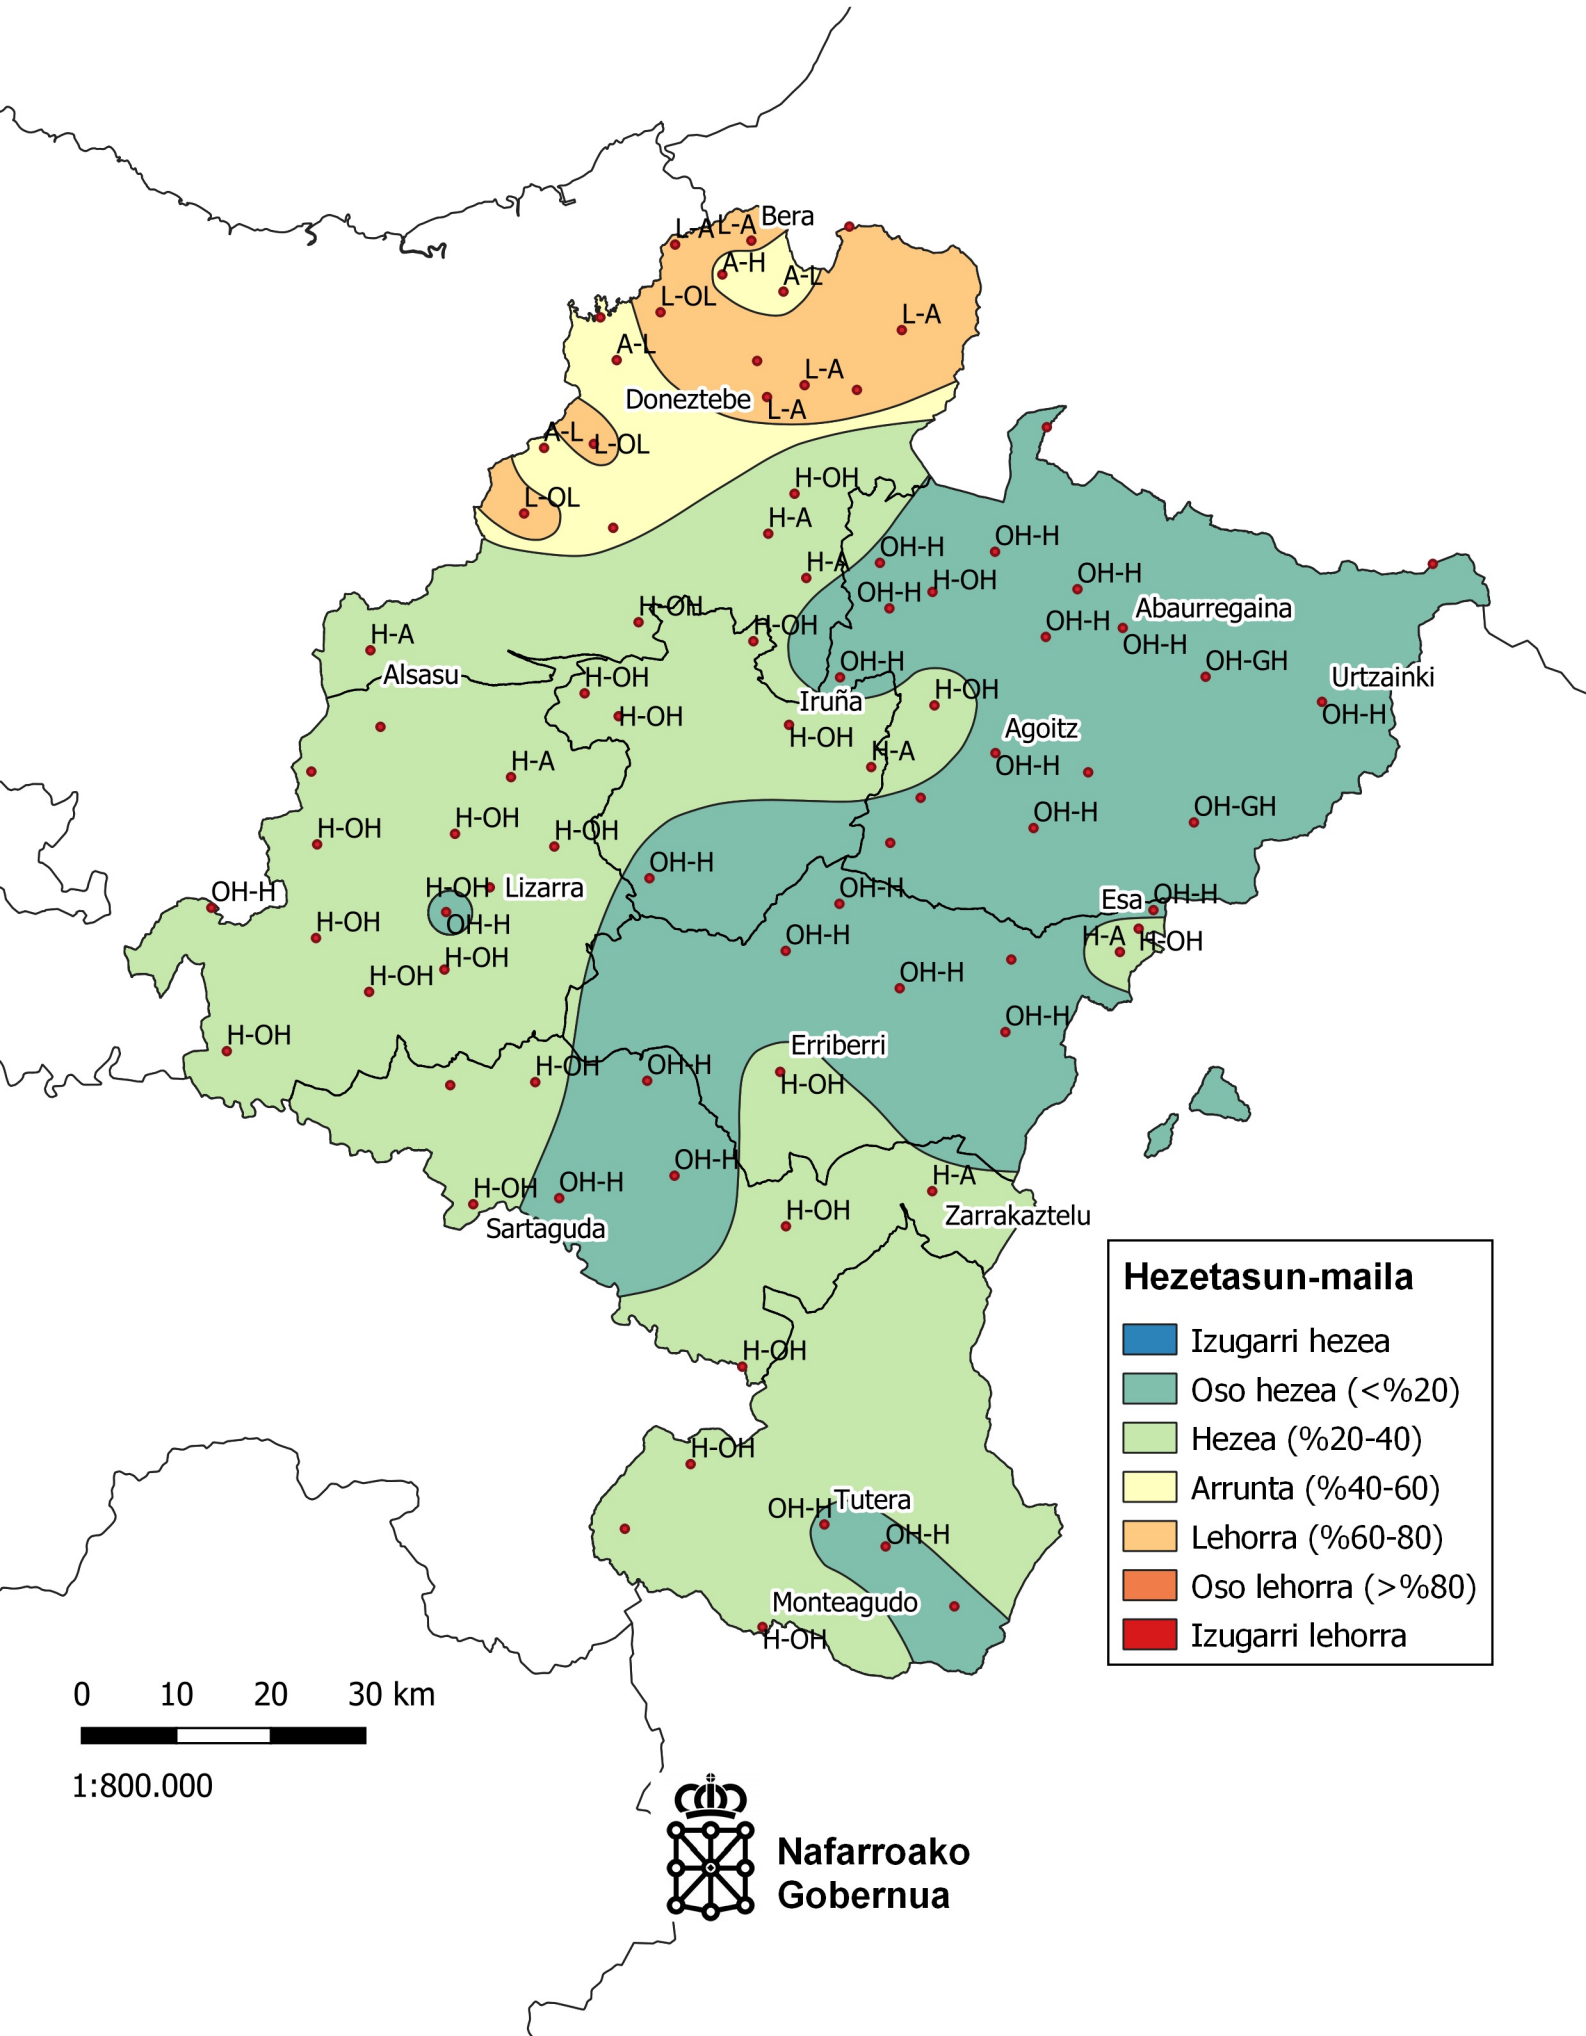 Bera
L-A
L-A
A-H
A-L
L-OL
L-A
A-L
L-A
Doneztebe
L-A
A-L
L-OL
H-OH
L-OL
H-A
OH-H
OH-H
H-A
OH-H
H-OH
OH-H
H-OH
Abaurregaina
H-OH
OH-H
H-A
OH-H
OH-H
OH-GH
Alsasu
H-OH
Urtzainki
H-OH
Iruña
H-OH
OH-H
H-OH
Agoitz
H-A
H-A
OH-H
OH-GH
H-OH
H-OH
H-OH
OH-H
OH-H
OH-H
H-OH
Lizarra
OH-H
Esa
OH-H
H-OH
OH-H
OH-H
H-A
H-OH
H-OH
H-OH
OH-H
OH-H
H-OH
Erriberri
H-OH
OH-H
H-OH
OH-H
H-A
H-OH
OH-H
H-OH
Zarrakaztelu
Sartaguda
H-OH
H-OH
Tutera
OH-H
OH-H
Monteagudo
H-OH
Hezetasun-maila
Izugarri hezea
Oso hezea (<%20)
Hezea (%20-40)
Arrunta (%40-60)
Lehorra (%60-80)
Oso lehorra (>%80)
Izugarri lehorra
0 10 20 30 km
1:800.000
Nafarroako
Gobernua